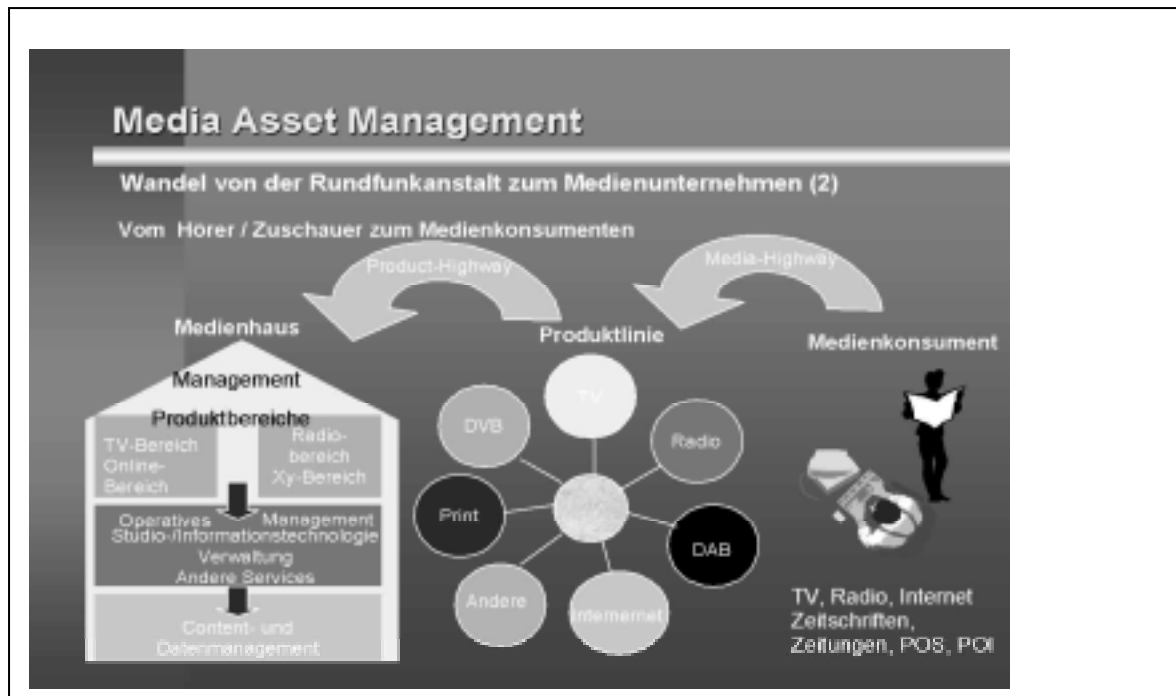 Media Asset Management
Wandel von der Rundfunkanstalt zum Medienunternehmen (2)
Vom Hörer / Zuschauer zum Medienkonsumenten
Product-Highway
Media-Highway
Medienhaus
Produktlinie
Medienkonsument
Management
Produktbereiche
TV-Bereich
Online-
Bereich
Radio-
bereich
Xy-Bereich
Operatives Management
Studio-/Informationstechnologie
Verwaltung
Andere Services
Content- und
Datenmanagement
TV
DVB
Radio
Print
DAB
Andere
Internernet
TV, Radio, Internet
Zeitschriften,
Zeitungen, POS, POI